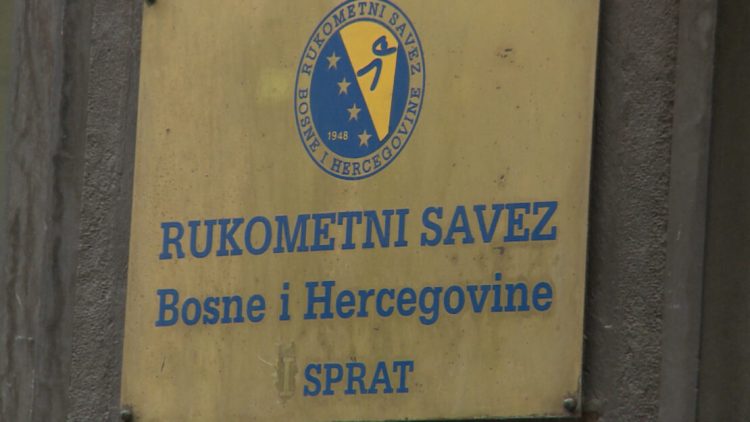 RUKOMETNI SAVEZ
BOSNE I HERCEGOVINE
1948
RUKOMETNI SAVEZ
Bosne i Hercegovine
SPRAT